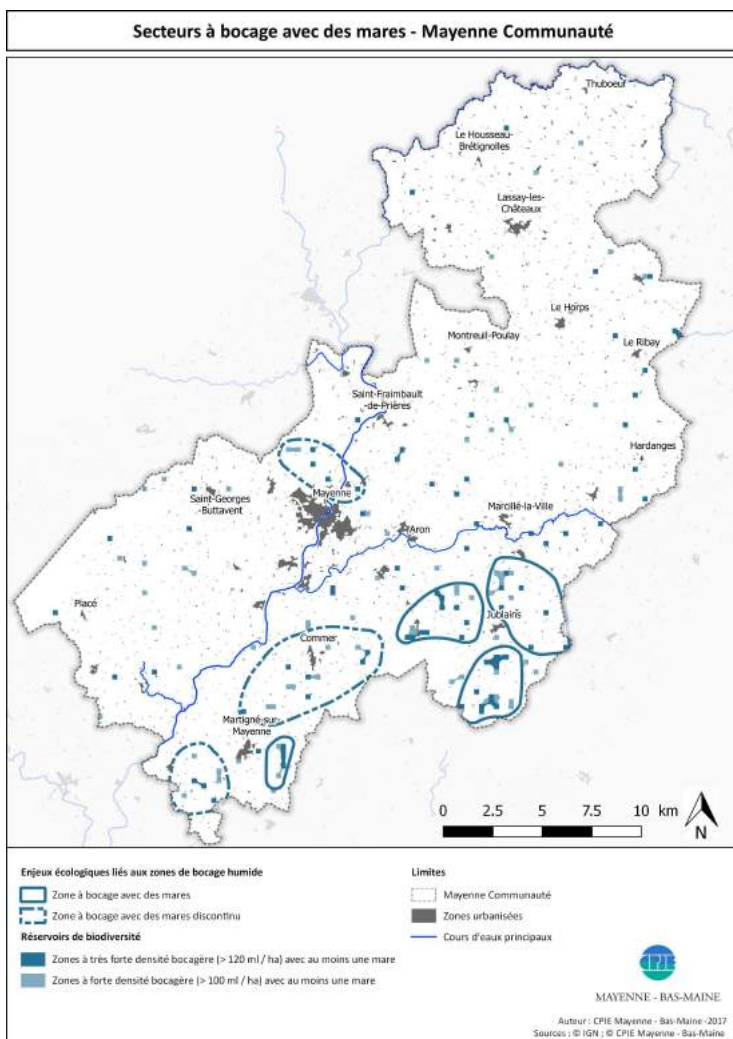 Secteurs à bocage avec des mares - Mayenne Communauté
Thuboeuf
Le Housseau-
Brétignolles
Lassay-les-
Châteaux
Le Horps
Montreuil-Poulay
Le Ribay
Saint-Fraimbault
-de-Prières
Hardanges
Mayenne
Saint-Georges
-Buttavent
Marcillé-la-Ville
Aron
Placé
Jublains
Commer
Martigné-sur-
Mayenne
0 2.5 5 7.5 10 km
N
Enjeux écologiques liés aux zones de bocage humide
Zone à bocage avec des mares
Zone à bocage avec des mares discontinu
Réservoirs de biodiversité
Zones à très forte densité bocagère (> 120 ml / ha) avec au moins une mare
Zones à forte densité bocagère (> 100 ml / ha) avec au moins une mare
Limites
Mayenne Communauté
Zones urbanisées
Cours d'eaux principaux
CPIE
MAYENNE - BAS-MAINE
Auteur : CPIE Mayenne - Bas-Maine -2017
Sources : © IGN ; © CPIE Mayenne - Bas-Maine